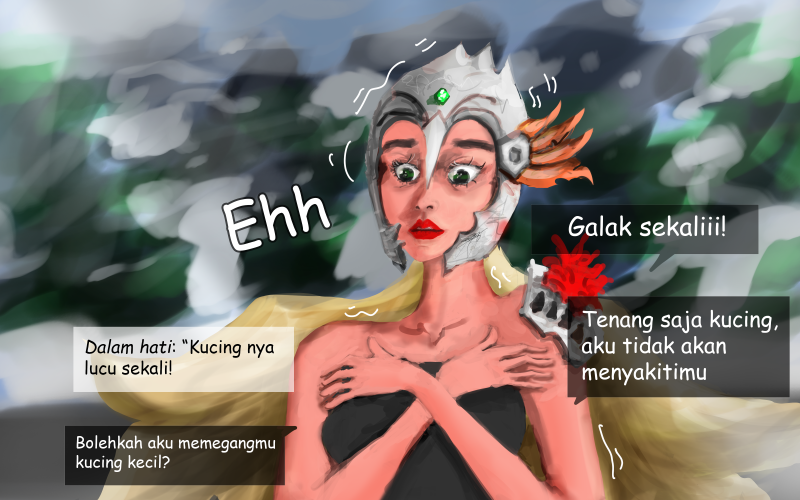 Ehh
Galak sekaliii!
Tenang saja kucing,
aku tidak akan
menyakitimu
Dalam hati: “Kucing nya
lucu sekali!
Bolehkah aku memegangmu
kucing kecil?